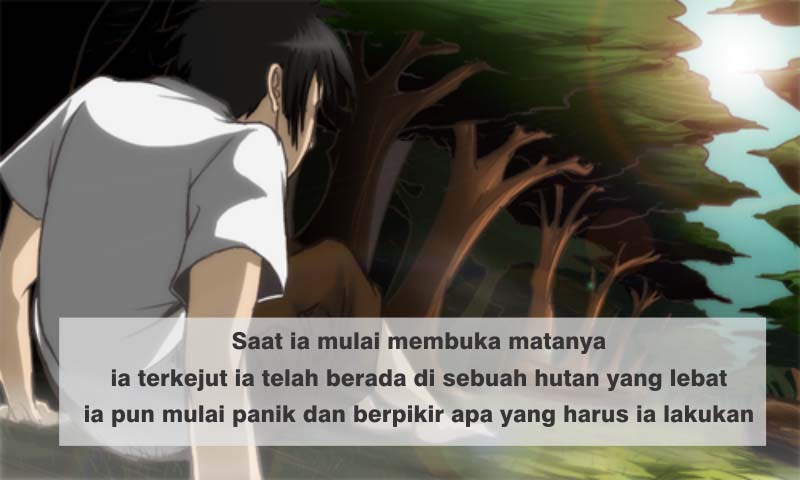 Saat ia mulai membuka matanya
ia terkejut ia telah berada di sebuah hutan yang lebat
ia pun mulai panik dan berpikir apa yang harus ia lakukan